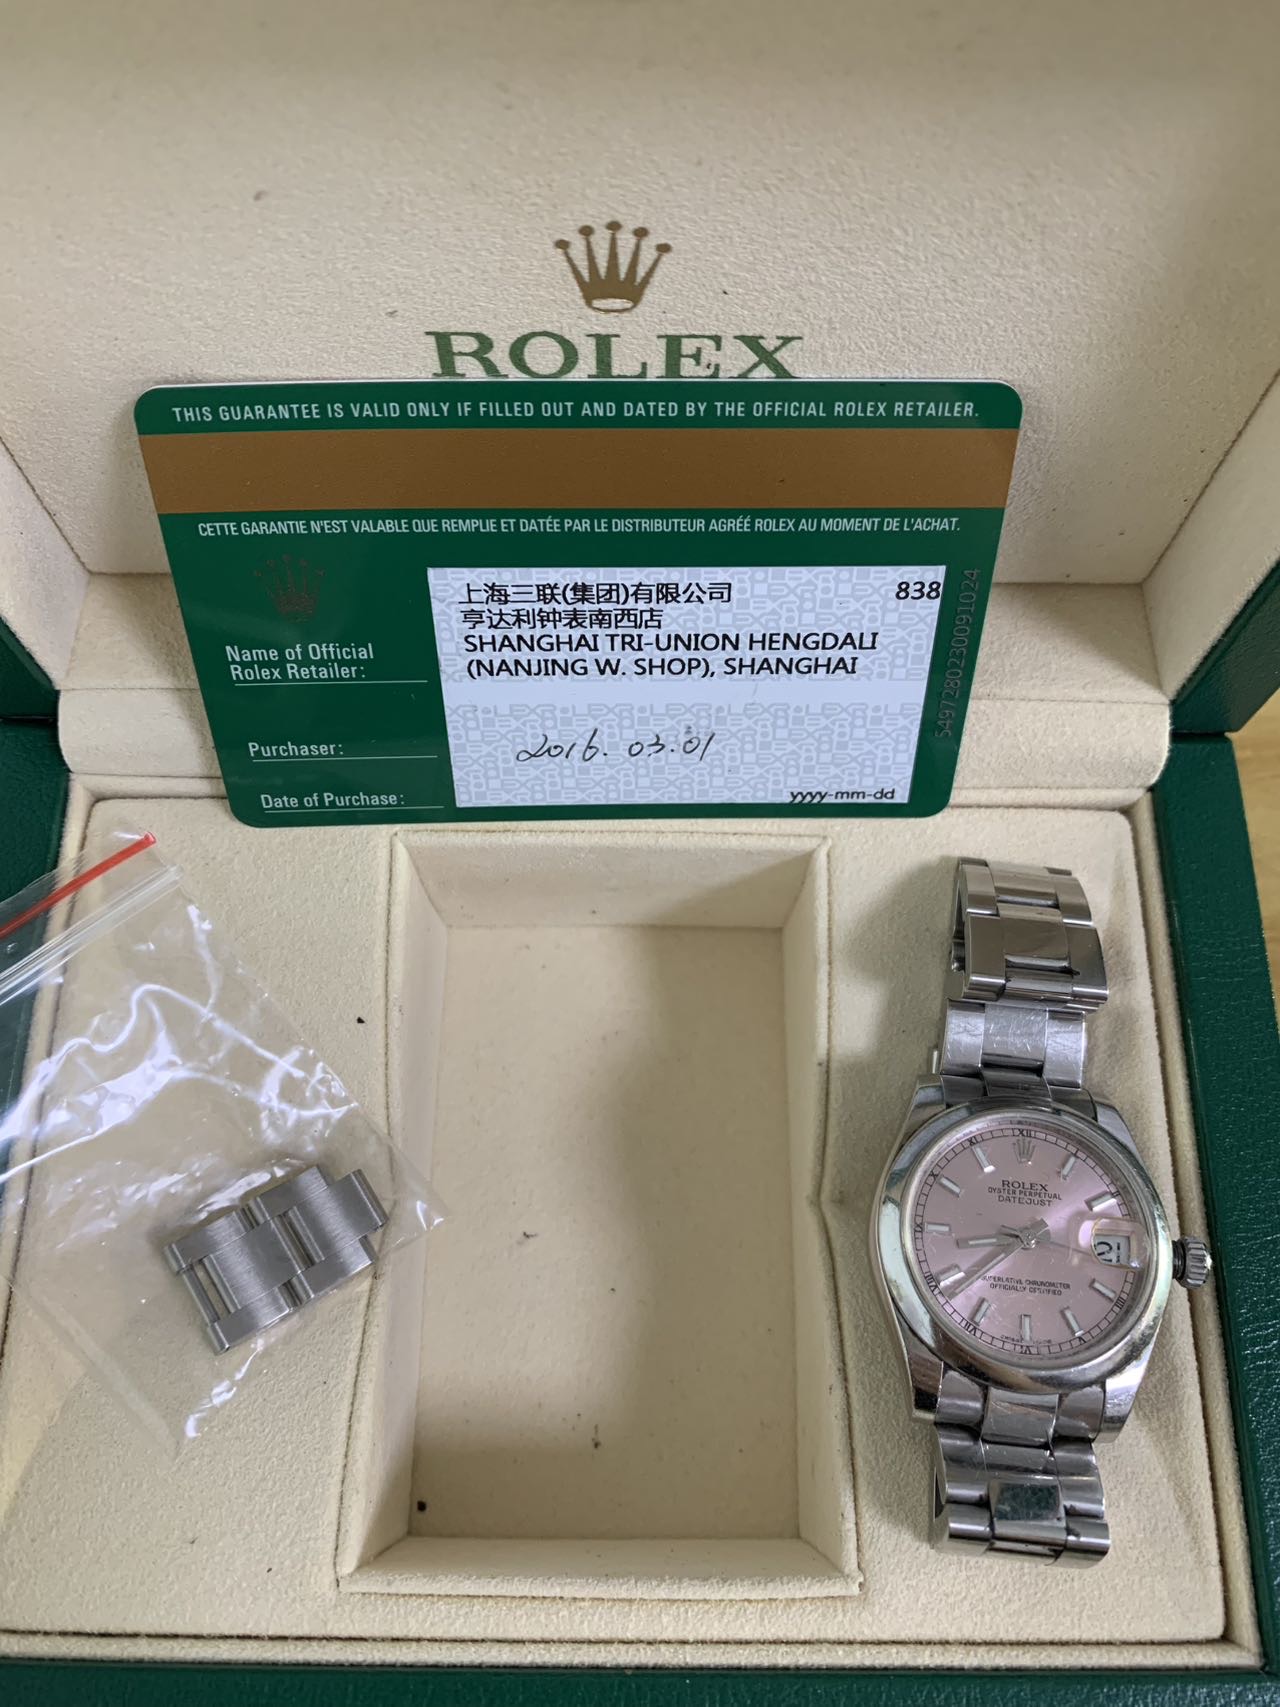 ROLEX
THIS GUARANTEE IS VALID ONLY IF FILLED OUT AND DATED BY THE OFFICIAL ROLEX RETAILER.
CETTE GARANTIE N'EST VALABLE QUE REMPLIE ET DATÉE PAR LE DISTRIBUTEUR AGRÉÉ ROLEX AU MOMENT DE L'ACHAT.
上海三联(集团)有限公司 838
亨达利钟表南西店
Name of Official
Rolex Retailer:
SHANGHAI TRI-UNION HENGDALI
(NANJING W. SHOP), SHANGHAI
5497280230091024
Purchaser:
2016.03.01
Date of Purchase:
yyyy-mm-dd
ROLEX
OYSTER PERPETUAL
DATEJUST
SUPERLATIVE CHRONOMETER
OFFICIALLY CERTIFIED